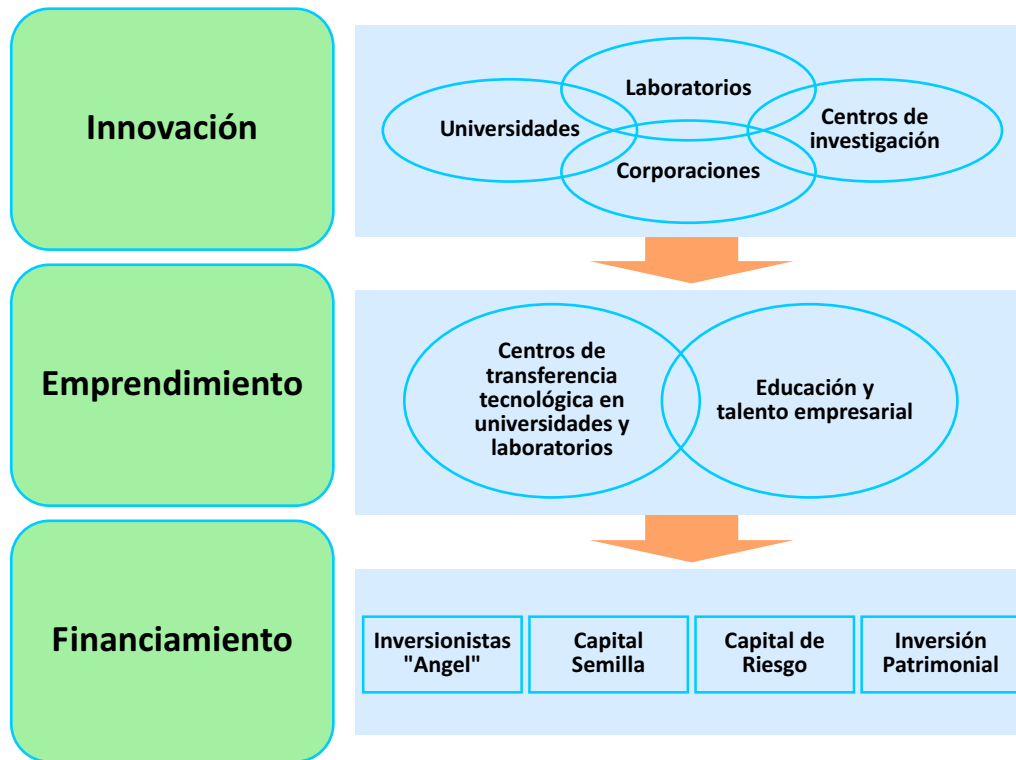 Innovación
Laboratorios
Universidades
Centros de
investigación
Corporaciones
Emprendimiento
Centros de
transferencia
tecnológica en
universidades y
laboratorios
Educación y
talento empresarial
Financiamiento
Inversionistas
"Angel"
Capital
Semilla
Capital de
Riesgo
Inversión
Patrimonial